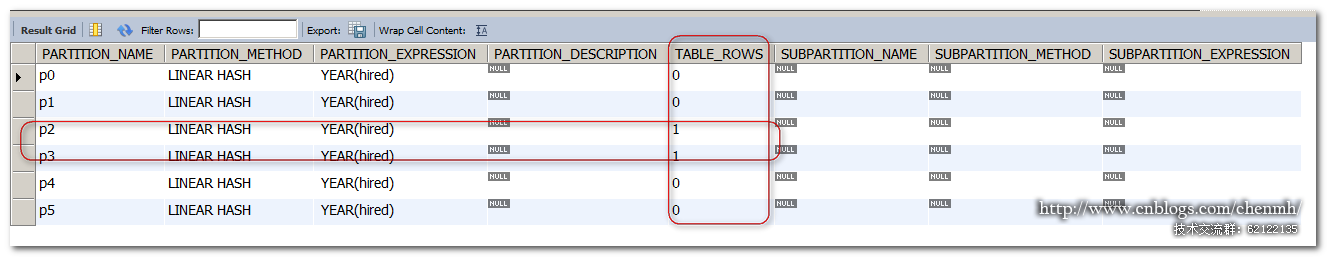 Result Grid Filter Rows: Export: Wrap Cell Content:
PARTITION_NAME PARTITION_METHOD PARTITION_EXPRESSION PARTITION_DESCRIPTION TABLE_ROWS SUBPARTITION_NAME SUBPARTITION_METHOD SUBPARTITION_EXPRESSION
p0 LINEAR HASH YEAR(hired) NULL 0 NULL NULL NULL
p1 LINEAR HASH YEAR(hired) NULL 0 NULL NULL NULL
p2 LINEAR HASH YEAR(hired) NULL 1 NULL NULL NULL
p3 LINEAR HASH YEAR(hired) NULL 1 NULL NULL NULL
p4 LINEAR HASH YEAR(hired) NULL 0 NULL NULL NULL
p5 LINEAR HASH YEAR(hired) NULL 0 NULL NULL NULL
http://www.cnblogs.com/chenmh/
技术交流群：62122135